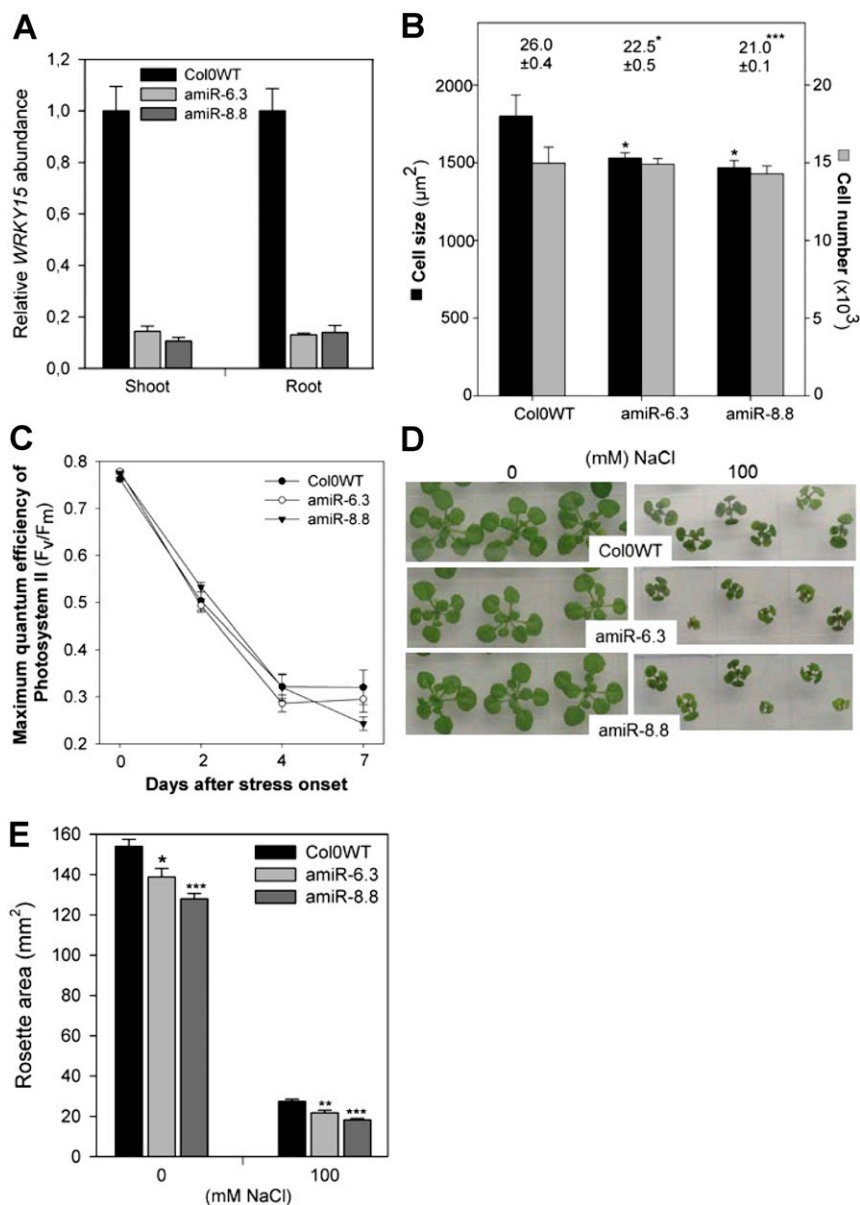 A
Relative WRKY15 abundance
1,2
1,0
0,8
0,6
0,4
0,2
0,0
Col0WT
amiR-6.3
amiR-8.8
Shoot
Root
B
26.0
±0.4
22.5*
±0.5
21.0***
±0.1
Cell size (µm²)
2000
1500
1000
500
0
*
*
20
15
10
5
0
Cell number (x10³)
Col0WT
amiR-6.3
amiR-8.8
C
Maximum quantum efficiency of
Photosystem II (Fv/Fm)
0.8
0.7
0.6
0.5
0.4
0.3
0.2
Col0WT
amiR-6.3
amiR-8.8
0
2
4
7
Days after stress onset
D
(mM) NaCl
0
100
Col0WT
amiR-6.3
amiR-8.8
E
Rosette area (mm²)
160
140
120
100
80
60
40
20
0
Col0WT
amiR-6.3
amiR-8.8
*
***
**
***
0
100
(mM NaCl)